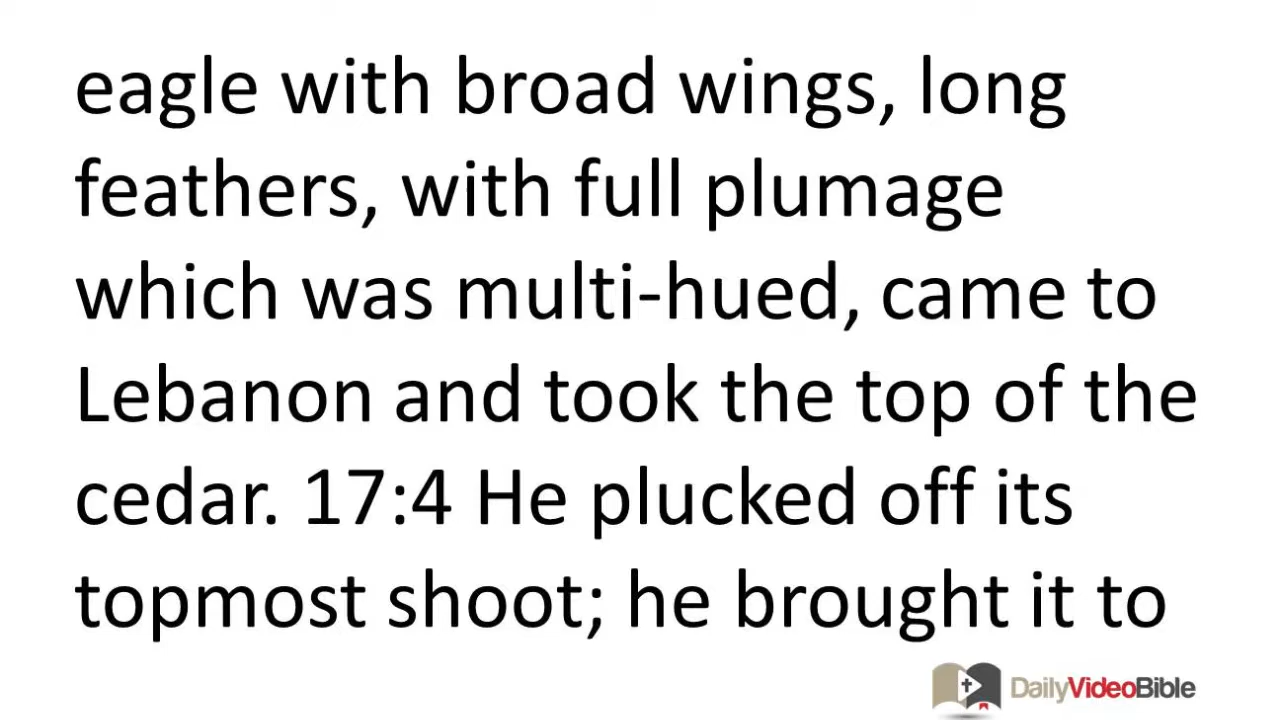 eagle with broad wings, long
feathers, with full plumage
which was multi-hued, came to
Lebanon and took the top of the
cedar. 17:4 He plucked off its
topmost shoot; he brought it to
DailyVideoBible